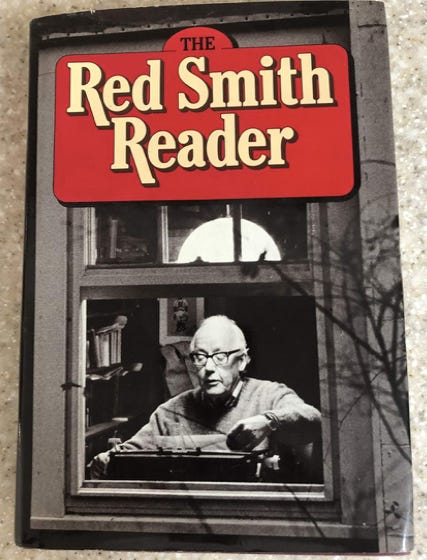 THE
Red Smith
Reader